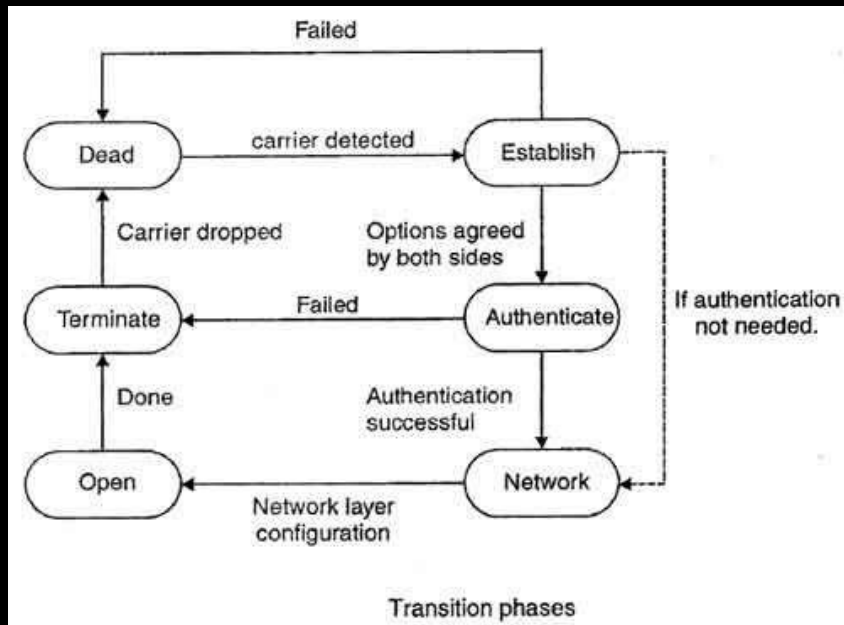 Failed
Dead
carrier detected
Establish
Carrier dropped
Options agreed
by both sides
Terminate
Failed
Authenticate
If authentication
not needed.
Done
Authentication
successful
Open
Network
Network layer
configuration
Transition phases